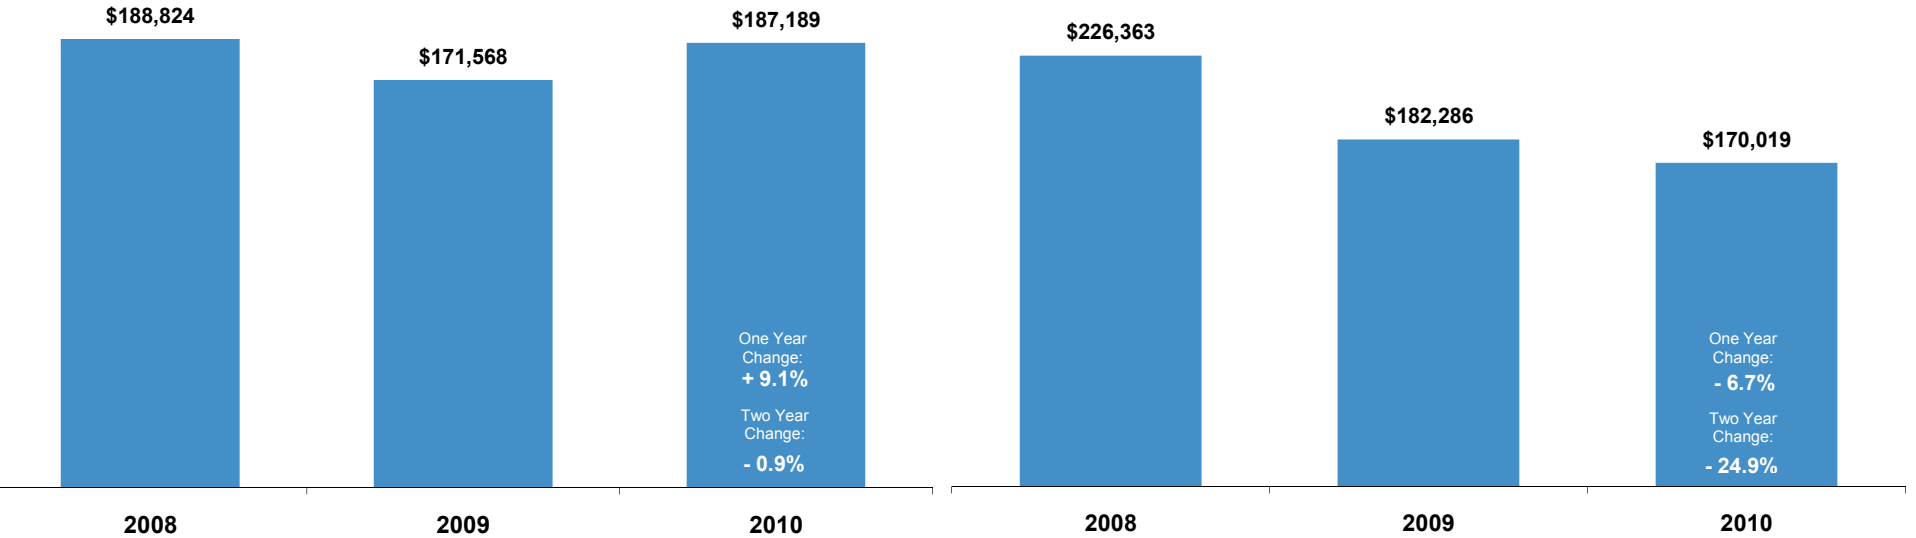 $188,824
$171,568
$187,189
One Year
Change:
+ 9.1%
Two Year
Change:
- 0.9%
2008
2009
2010
$226,363
$182,286
$170,019
One Year
Change:
- 6.7%
Two Year
Change:
- 24.9%
2008
2009
2010